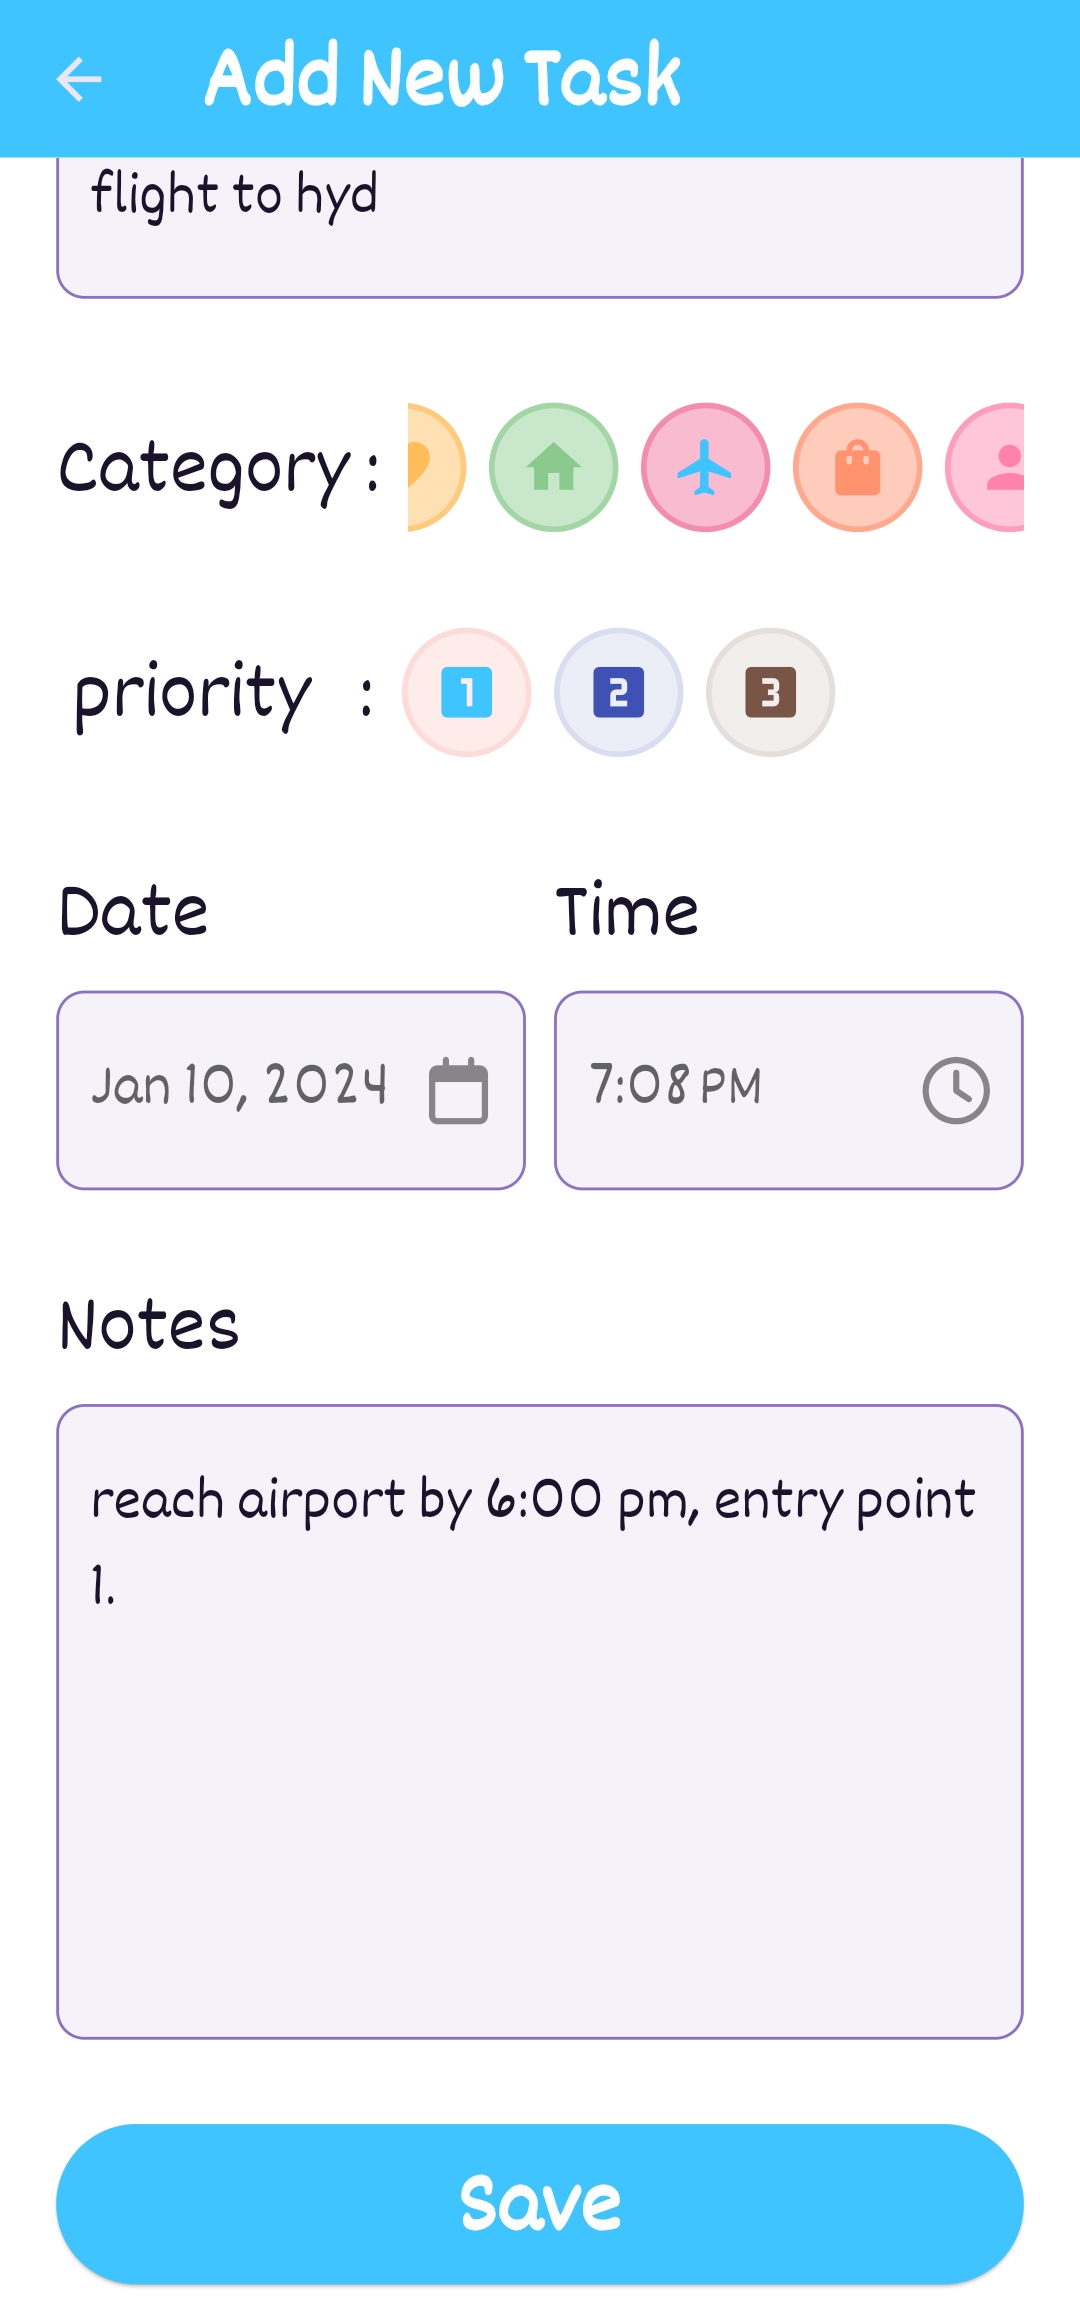 Add New Task
flight to hyd
Category :
priority :
1 2 3
Date Time
Jan 10, 2024 7:08 PM
Notes
reach airport by 6:00 pm, entry point
1.
Save